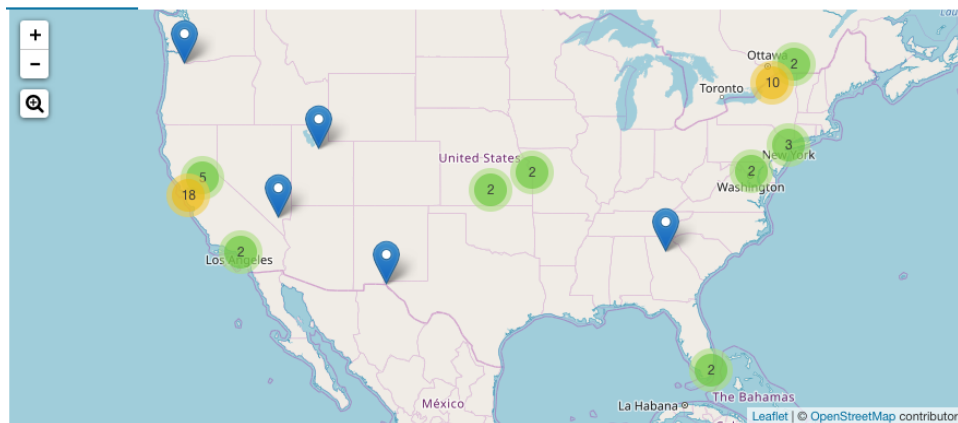 +
−
Ottawa
2
10
Toronto
3
New York
United States
2
2
2
Washington
5
18
2
Los Angeles
2
The Bahamas
La Habana
México
Leaflet | © OpenStreetMap contributor